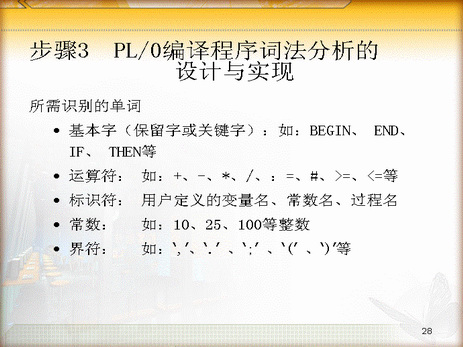 步骤3 PL/0编译程序词法分析的
设计与实现
所需识别的单词
• 基本字（保留字或关键字）：如：BEGIN、 END、
IF、 THEN等
• 运算符： 如：+、-、*、/、：=、#、>=、<=等
• 标识符： 用户定义的变量名、常数名、过程名
• 常数： 如：10、25、100等整数
• 界符： 如：‵,′、‵.′ 、‵;′ 、‵(′ 、‵)′等
28